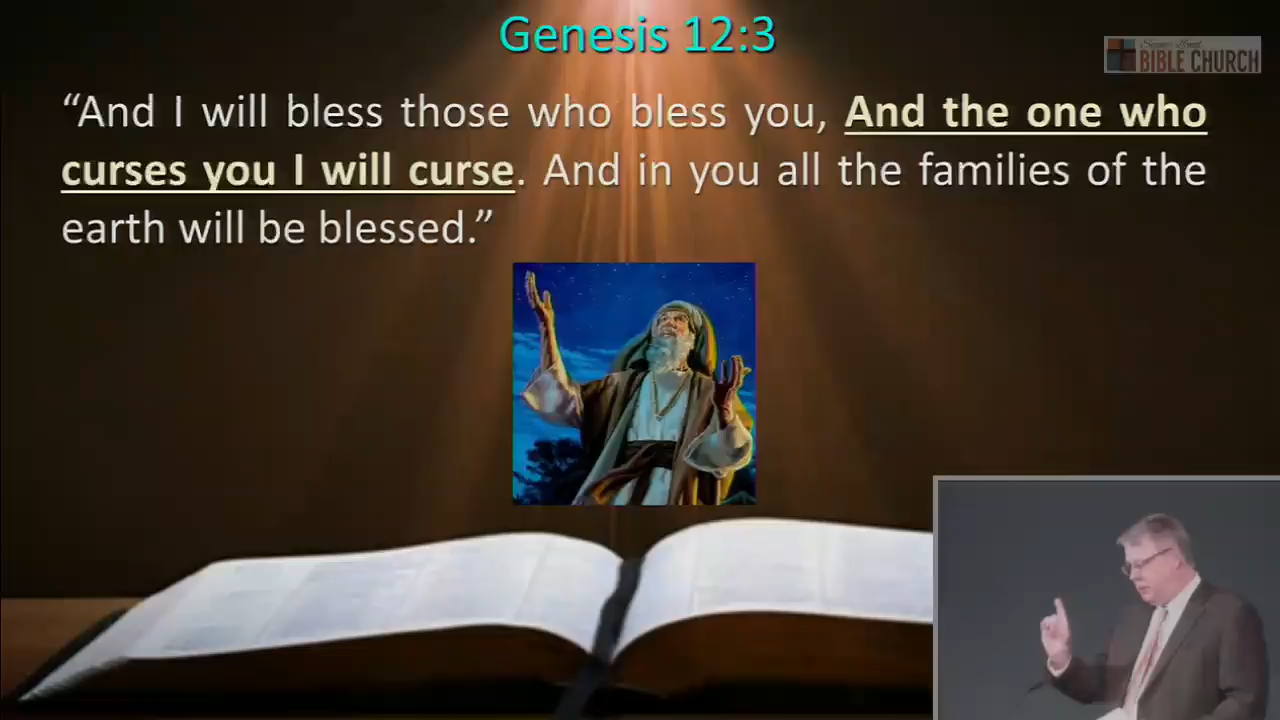 Genesis 12:3
BIBLE CHURCH
“And I will bless those who bless you, And the one who
curses you I will curse. And in you all the families of the
earth will be blessed.”